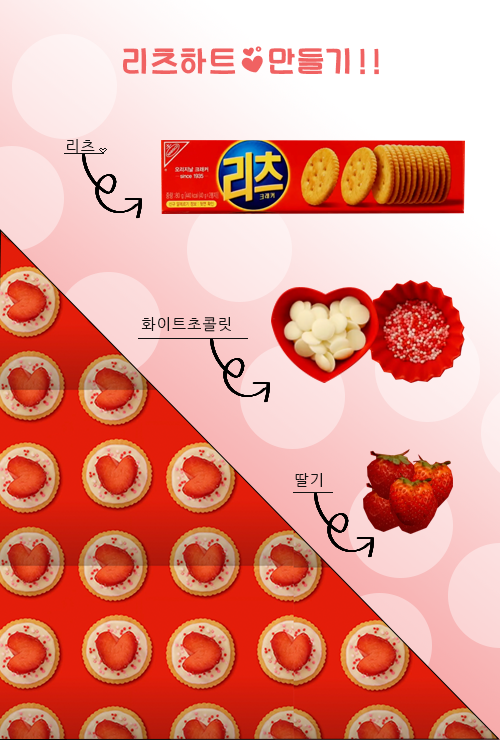 리츠하트 만들기!!
리츠
오리지널 크래커
since 1935
리츠
크래커
화이트초콜릿
딸기